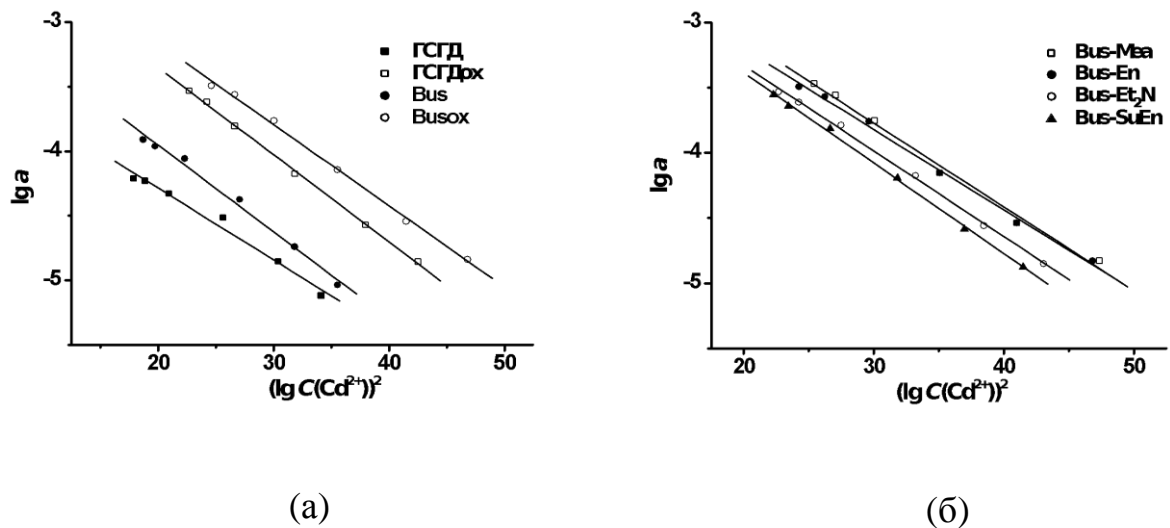 -3
-4
-5
lg a
20 30 40 50
(lg C(Cd²⁺))²
ГСГД
ГСГДox
Bus
Busox
(а)
-3
-4
-5
lg a
20 30 40 50
(lg C(Cd²⁺))²
Bus-Mea
Bus-En
Bus-Et₂N
Bus-SuEn
(б)